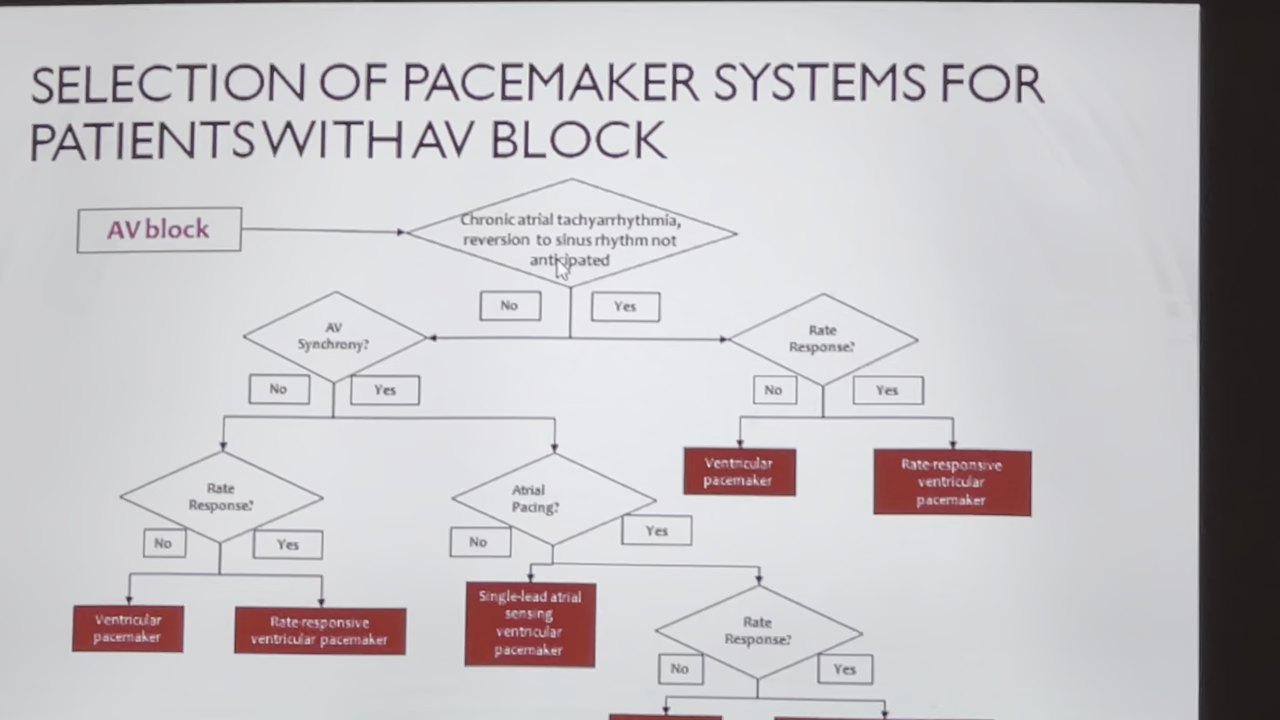 SELECTION OF PACEMAKER SYSTEMS FOR
PATIENTS WITH AV BLOCK
AV block
Chronic atrial tachyarrhythmia,
reversion to sinus rhythm not
anticipated
No
Yes
AV
Synchrony?
Rate
Response?
No
Yes
No
Yes
Ventricular
pacemaker
Rate-responsive
ventricular
pacemaker
Rate
Response?
Atrial
Pacing?
No
Yes
No
Yes
Ventricular
pacemaker
Rate-responsive
ventricular pacemaker
Single-lead atrial
sensing
ventricular
pacemaker
Rate
Response?
No
Yes